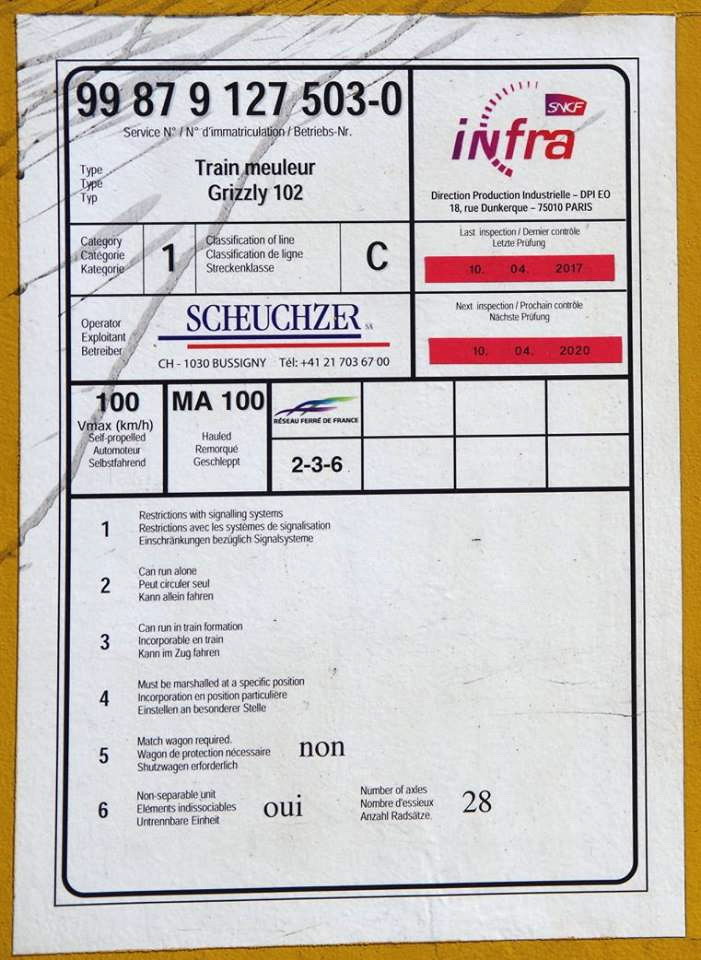 99 87 9 127 503-0
Service N° / N° d'immatriculation / Betriebs-Nr.
Type
Type
Typ
Train meuleur
Grizzly 102
SNCF
infra
Direction Production Industrielle – DPI EO
18, rue Dunkerque – 75010 PARIS
Category
Catégorie
Kategorie
1
Classification of line
Classification de ligne
Streckenklasse
C
Last inspection / Dernier contrôle
Letzte Prüfung
10. 04. 2017
Operator
Exploitant
Betreiber
SCHEUCHZER SA
CH - 1030 BUSSIGNY Tél: +41 21 703 67 00
Next inspection / Prochain contrôle
Nächste Prüfung
10. 04. 2020
100
Vmax (km/h)
Self-propelled
Automoteur
Selbstfahrend
MA 100
Hauled
Remorqué
Geschleppt
RÉSEAU FERRÉ DE FRANCE
2-3-6
1
Restrictions with signalling systems
Restrictions avec les systèmes de signalisation
Einschränkungen bezüglich Signalsysteme
2
Can run alone
Peut circuler seul
Kann allein fahren
3
Can run in train formation
Incorporable en train
Kann im Zug fahren
4
Must be marshalled at a specific position
Incorporation en position particulière
Einstellen an besonderer Stelle
5
Match wagon required.
Wagon de protection nécessaire
Shutzwagen erforderlich
non
6
Non-separable unit
Eléments indissociables
Untrennbare Einheit
oui
Number of axles
Nombre d'essieux
Anzahl Radsätze.
28